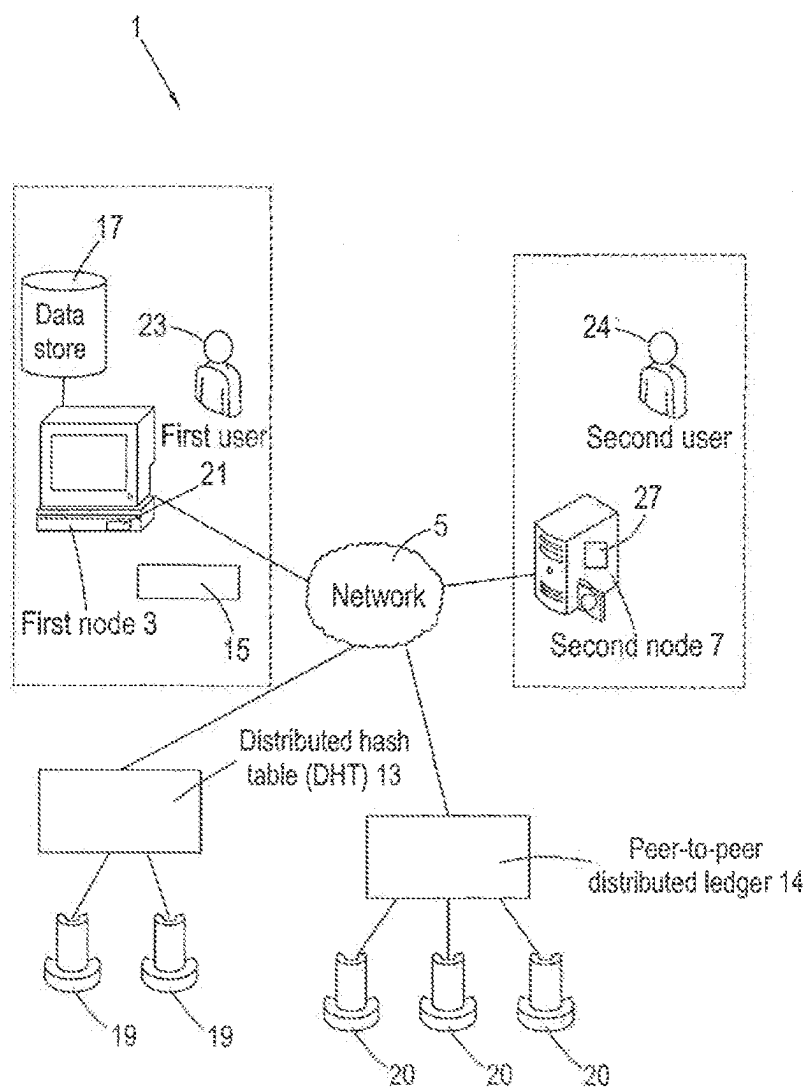 1
17
Data
store
23
First user
21
First node 3
15
5
Network
24
Second user
27
Second node 7
Distributed hash
table (DHT) 13
Peer-to-peer
distributed ledger 14
19
19
20
20
20